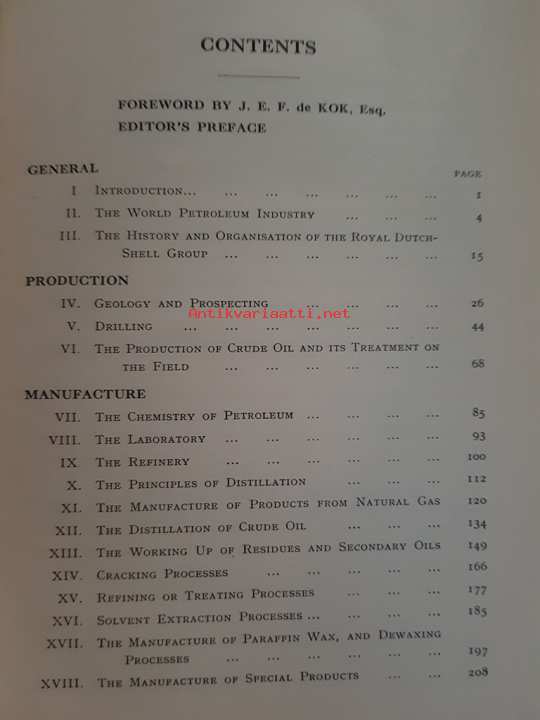 CONTENTS
FOREWORD BY J. E. F. de KOK, Esq.
EDITOR'S PREFACE
GENERAL
PAGE
I INTRODUCTION... ... ... ... ... ... ... 1
II. THE WORLD PETROLEUM INDUSTRY ... ... ... 4
III. THE HISTORY AND ORGANISATION OF THE ROYAL DUTCH-
SHELL GROUP ... ... ... ... ... ... 15
PRODUCTION
IV. GEOLOGY AND PROSPECTING ... ... ... ... 26
Antikvariaatti.net
V. DRILLING ... ... ... ... ... ... ... 44
VI. THE PRODUCTION OF CRUDE OIL AND ITS TREATMENT ON
THE FIELD ... ... ... ... ... ... 68
MANUFACTURE
VII. THE CHEMISTRY OF PETROLEUM ... ... ... ... 85
VIII. THE LABORATORY ... ... ... ... ... ... 93
IX. THE REFINERY ... ... ... ... ... ... 100
X. THE PRINCIPLES OF DISTILLATION ... ... ... 112
XI. THE MANUFACTURE OF PRODUCTS FROM NATURAL GAS 120
XII. THE DISTILLATION OF CRUDE OIL ... ... ... 134
XIII. THE WORKING UP OF RESIDUES AND SECONDARY OILS 149
XIV. CRACKING PROCESSES ... ... ... ... ... 166
XV. REFINING OR TREATING PROCESSES ... ... ... 177
XVI. SOLVENT EXTRACTION PROCESSES ... ... ... ... 185
XVII. THE MANUFACTURE OF PARAFFIN WAX, AND DEWAXING
PROCESSES ... ... ... ... ... ... 197
XVIII. THE MANUFACTURE OF SPECIAL PRODUCTS ... ... 208